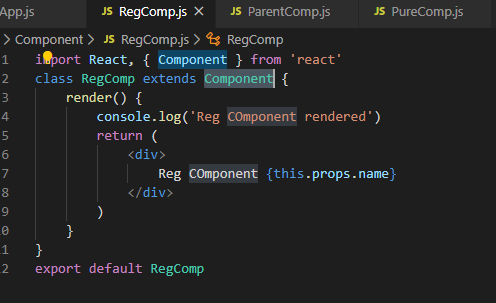 App.js JS RegComp.js × JS ParentComp.js JS PureComp.js
Component > JS RegComp.js > RegComp
1 import React, { Component } from 'react'
2 class RegComp extends Component {
3 render() {
4 console.log('Reg COmponent rendered')
5 return (
6 <div>
7 Reg COmponent {this.props.name}
8 </div>
9 )
0 }
1 }
2 export default RegComp